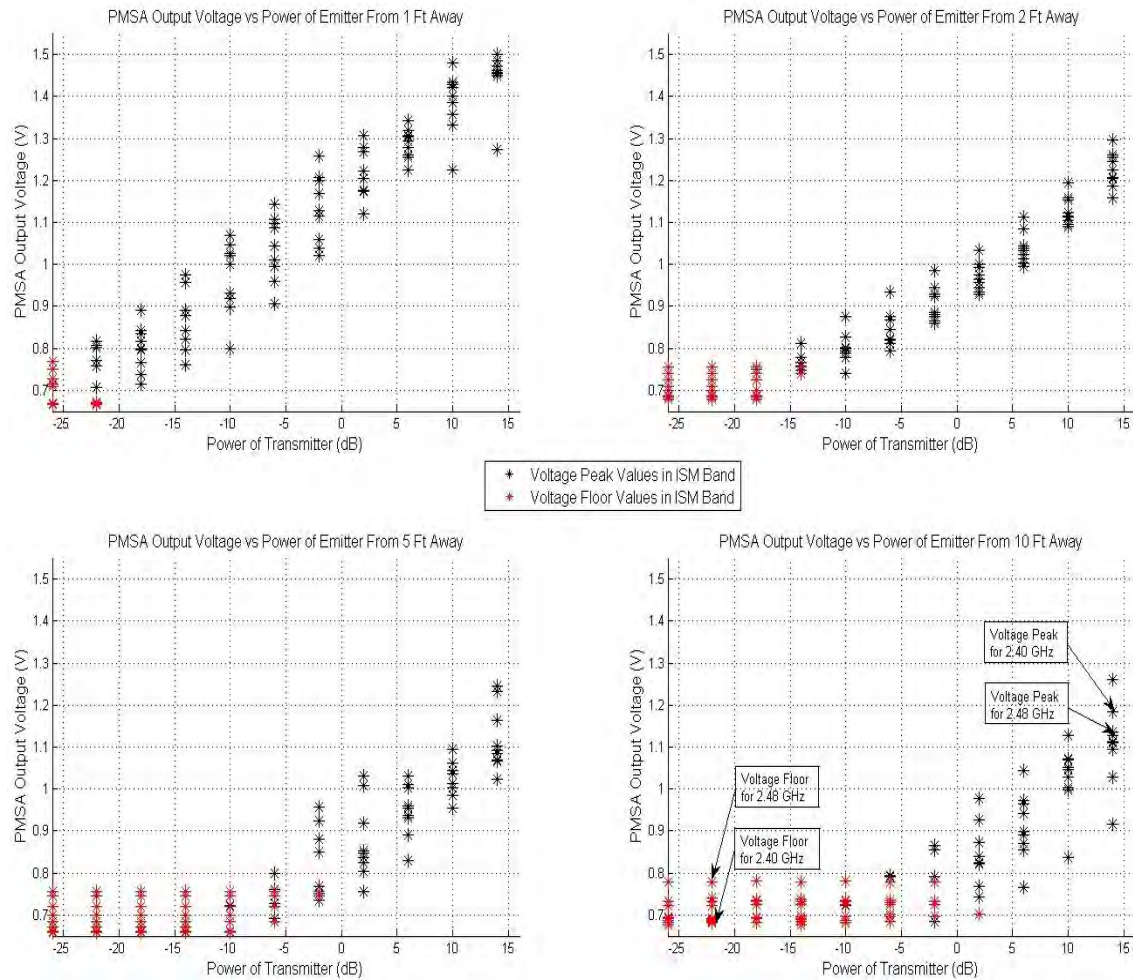 PMSA Output Voltage vs Power of Emitter From 1 Ft Away
1.5
1.4
1.3
1.2
1.1
1
0.9
0.8
0.7
PMSA Output Voltage (V)
-25 -20 -15 -10 -5 0 5 10 15
Power of Transmitter (dB)
PMSA Output Voltage vs Power of Emitter From 2 Ft Away
1.5
1.4
1.3
1.2
1.1
1
0.9
0.8
0.7
PMSA Output Voltage (V)
-25 -20 -15 -10 -5 0 5 10 15
Power of Transmitter (dB)
Voltage Peak Values in ISM Band
Voltage Floor Values in ISM Band
PMSA Output Voltage vs Power of Emitter From 5 Ft Away
1.5
1.4
1.3
1.2
1.1
1
0.9
0.8
0.7
PMSA Output Voltage (V)
-25 -20 -15 -10 -5 0 5 10 15
Power of Transmitter (dB)
PMSA Output Voltage vs Power of Emitter From 10 Ft Away
1.5
1.4
1.3
1.2
1.1
1
0.9
0.8
0.7
PMSA Output Voltage (V)
Voltage Peak
for 2.40 GHz
Voltage Peak
for 2.48 GHz
Voltage Floor
for 2.48 GHz
Voltage Floor
for 2.40 GHz
-25 -20 -15 -10 -5 0 5 10 15
Power of Transmitter (dB)